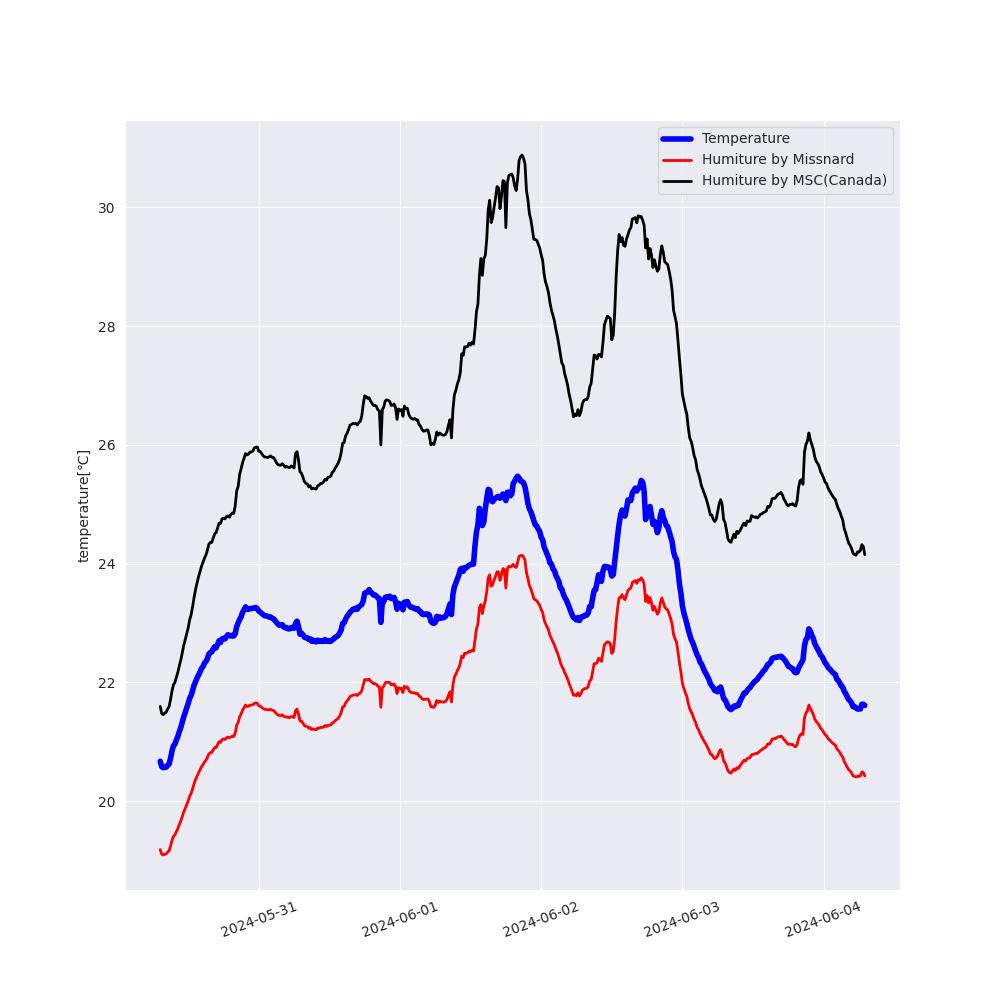 Temperature
Humiture by Missnard
Humiture by MSC(Canada)
30
28
26
24
22
20
temperature[℃]
2024-05-31
2024-06-01
2024-06-02
2024-06-03
2024-06-04